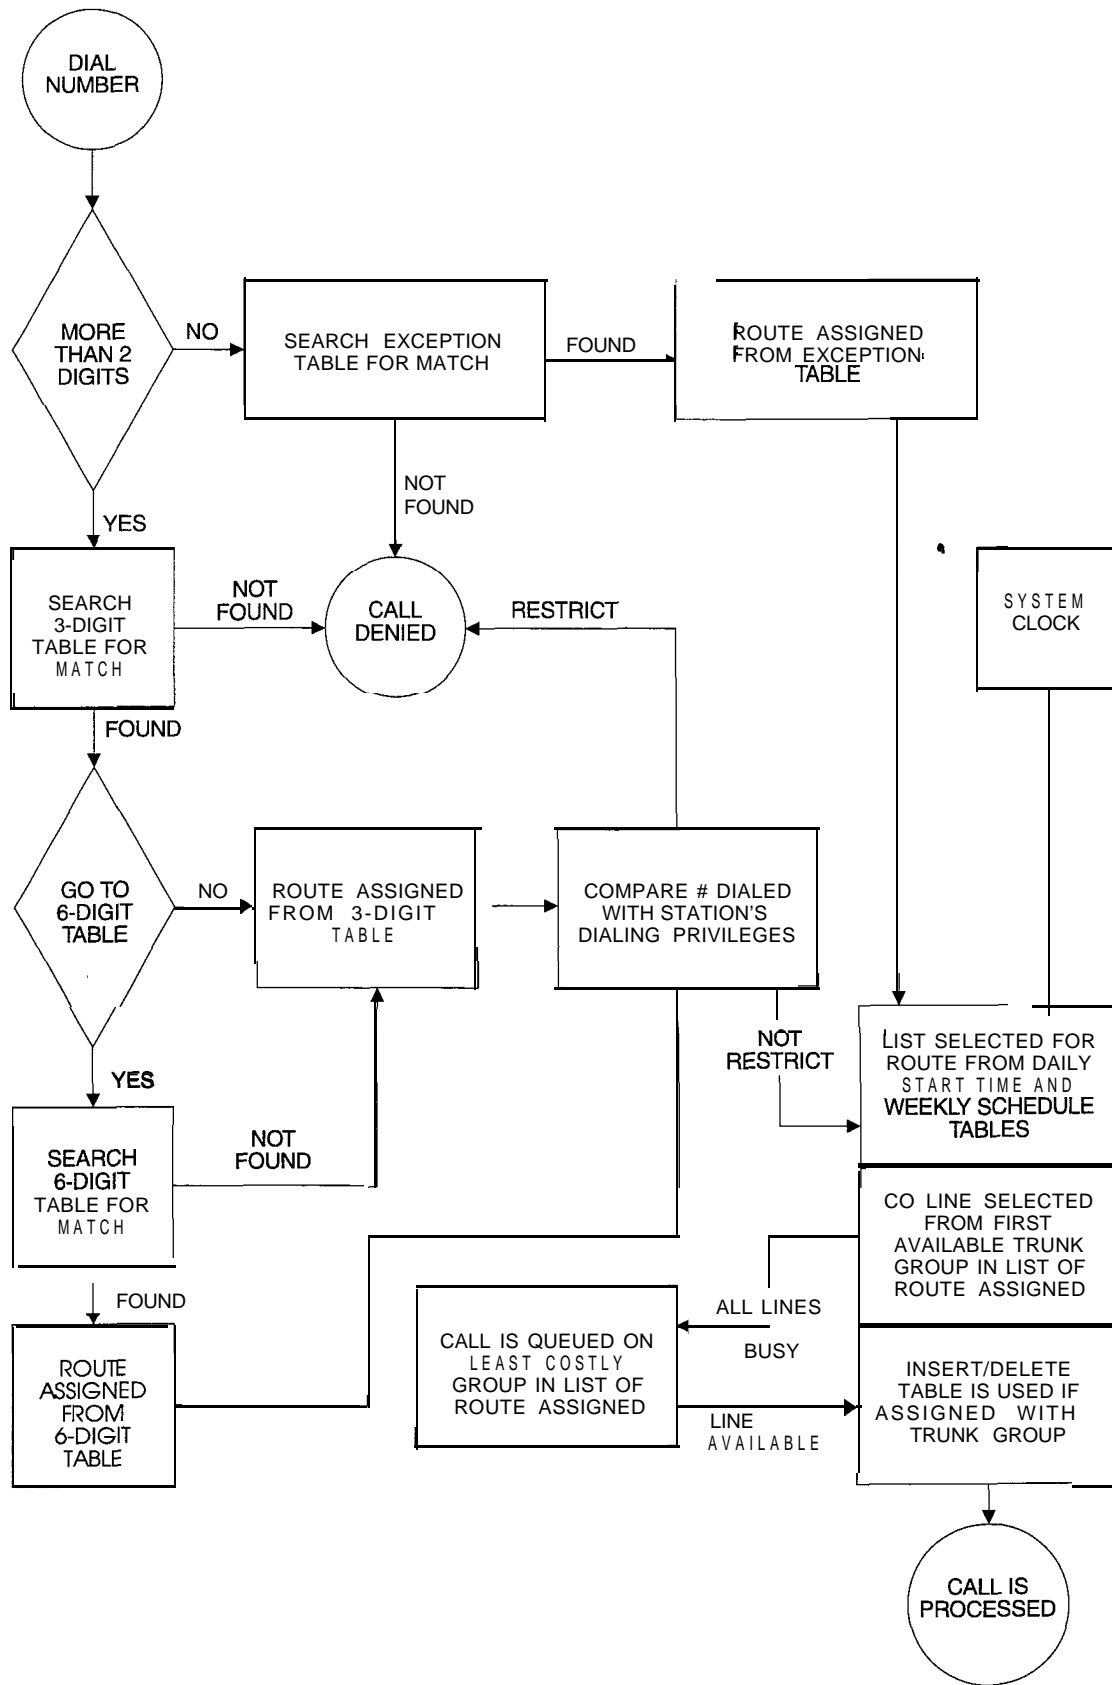 DIAL
NUMBER
MORE
THAN 2
DIGITS
NO
SEARCH EXCEPTION
TABLE FOR MATCH
FOUND
ROUTE ASSIGNED
FROM EXCEPTION
TABLE
NOT
FOUND
YES
SEARCH
3-DIGIT
TABLE FOR
MATCH
NOT
FOUND
CALL
DENIED
RESTRICT
SYSTEM
CLOCK
FOUND
GO TO
6-DIGIT
TABLE
NO
ROUTE ASSIGNED
FROM 3-DIGIT
TABLE
COMPARE # DIALED
WITH STATION'S
DIALING PRIVILEGES
NOT
RESTRICT
LIST SELECTED FOR
ROUTE FROM DAILY
START TIME AND
WEEKLY SCHEDULE
TABLES
YES
SEARCH
6-DIGIT
TABLE FOR
MATCH
NOT
FOUND
CO LINE SELECTED
FROM FIRST
AVAILABLE TRUNK
GROUP IN LIST OF
ROUTE ASSIGNED
FOUND
ALL LINES
BUSY
ROUTE
ASSIGNED
FROM
6-DIGIT
TABLE
CALL IS QUEUED ON
LEAST COSTLY
GROUP IN LIST OF
ROUTE ASSIGNED
LINE
AVAILABLE
INSERT/DELETE
TABLE IS USED IF
ASSIGNED WITH
TRUNK GROUP
CALL IS
PROCESSED